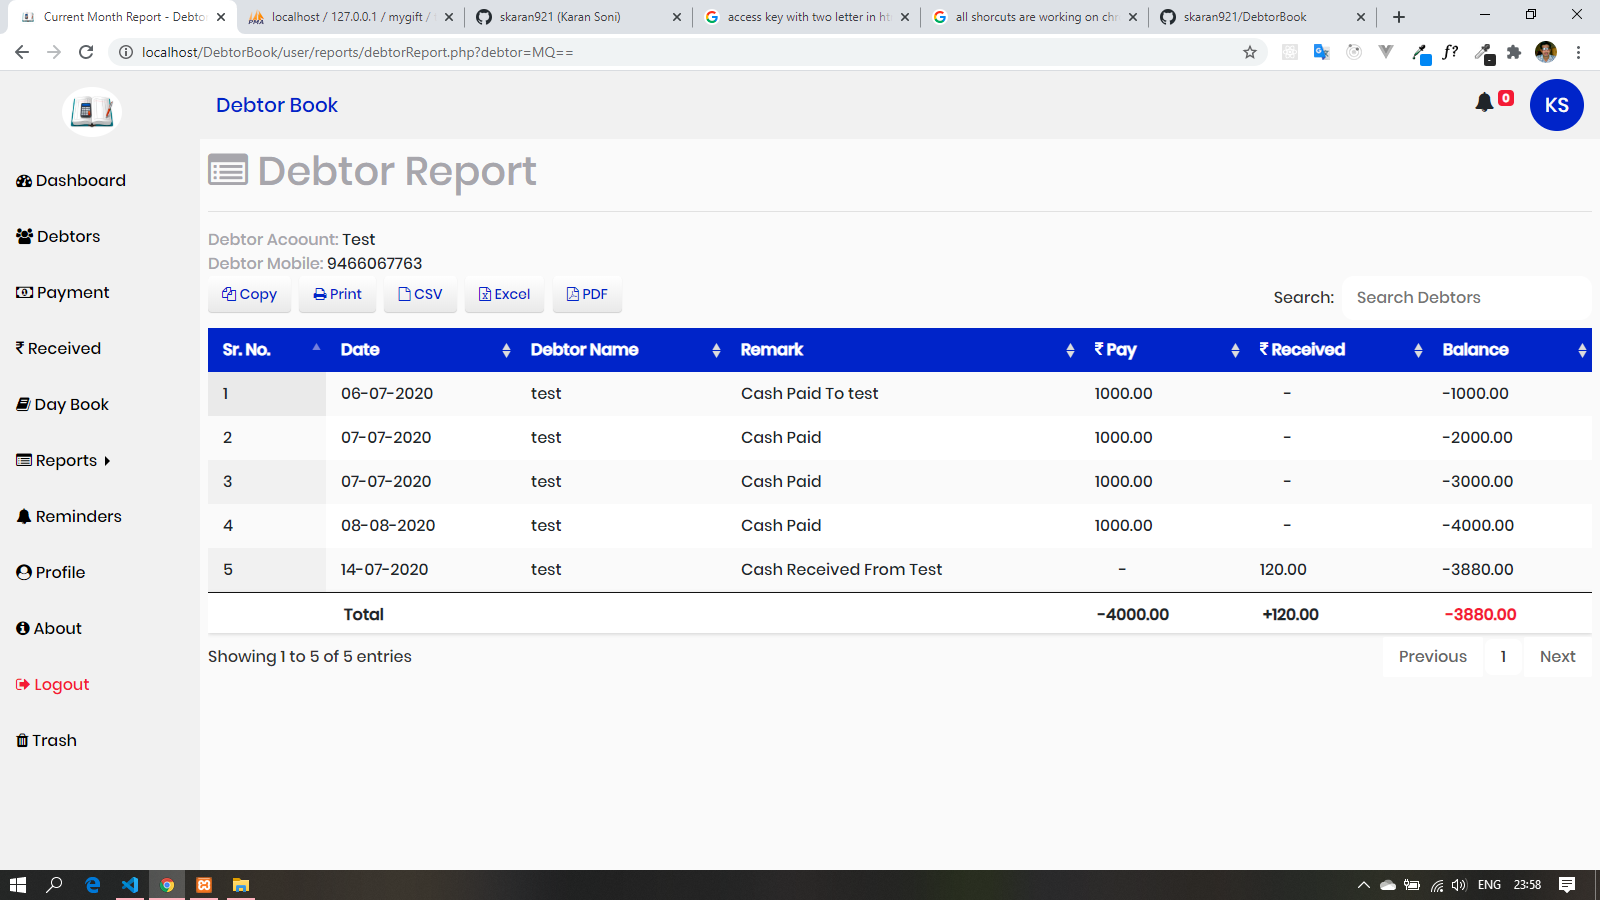 Current Month Report - Debto
localhost / 127.0.0.1 / mygift /
skaran921 (Karan Soni)
access key with two letter in ht
all shorcuts are working on chr
skaran921/DebtorBook
localhost/DebtorBook/user/reports/debtorReport.php?debtor=MQ==
f?
Debtor Book
0
KS
Dashboard
Debtors
Payment
₹ Received
Day Book
Reports
Reminders
Profile
About
Logout
Trash
Debtor Report
Debtor Acoount: Test
Debtor Mobile: 9466067763
Copy Print CSV Excel PDF
Search: Search Debtors
Sr. No. Date Debtor Name Remark ₹ Pay ₹ Received Balance
1 06-07-2020 test Cash Paid To test 1000.00 - -1000.00
2 07-07-2020 test Cash Paid 1000.00 - -2000.00
3 07-07-2020 test Cash Paid 1000.00 - -3000.00
4 08-08-2020 test Cash Paid 1000.00 - -4000.00
5 14-07-2020 test Cash Received From Test - 120.00 -3880.00
Total -4000.00 +120.00 -3880.00
Showing 1 to 5 of 5 entries
Previous 1 Next
ENG 23:58